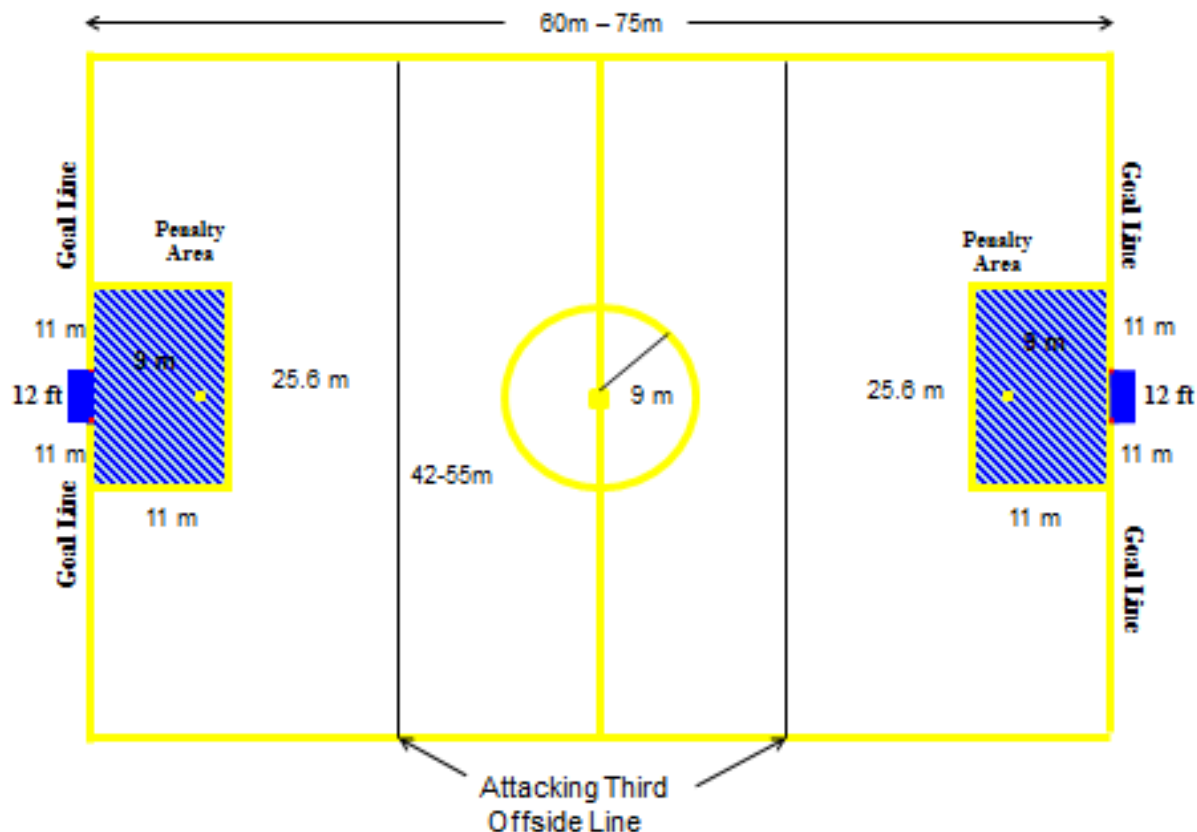 60m – 75m
Goal Line
Goal Line
Penalty
Area
Penalty
Area
11 m
11 m
9 m
9 m
12 ft
25.6 m
9 m
25.6 m
12 ft
11 m
11 m
42-55m
11 m
11 m
Goal Line
Goal Line
Attacking Third
Offside Line